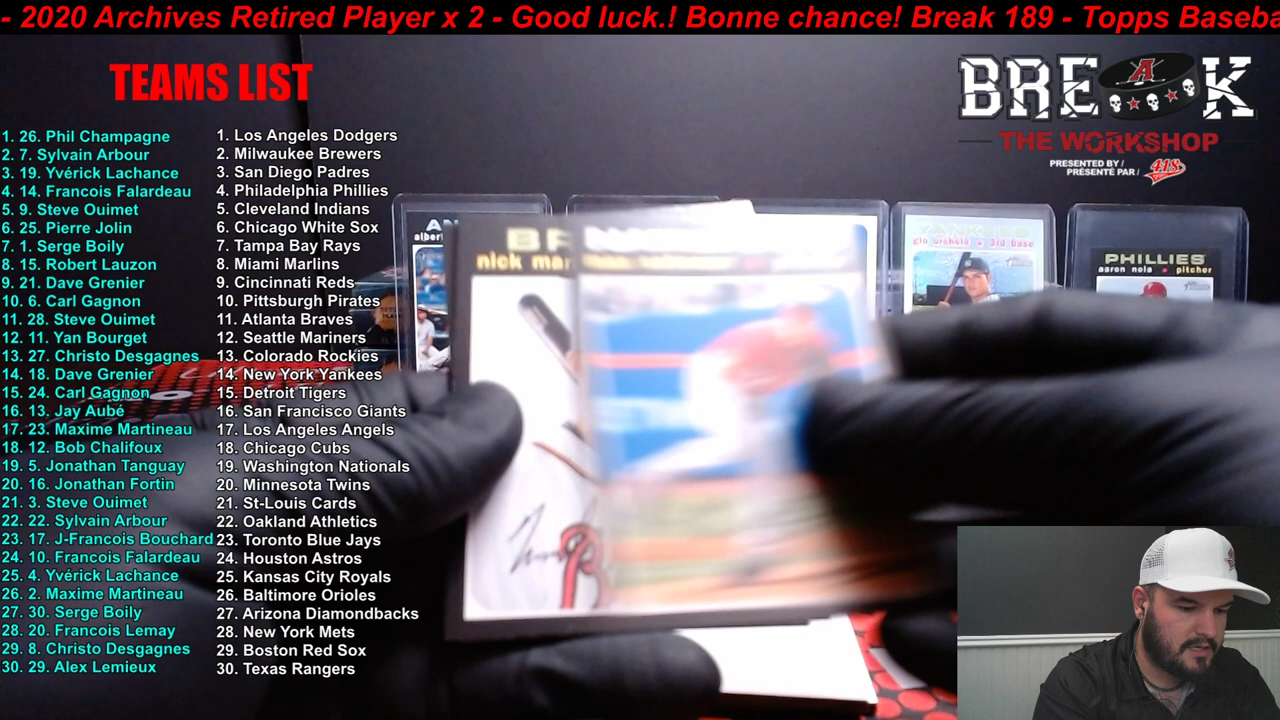 - 2020 Archives Retired Player x 2 - Good luck.! Bonne chance! Break 189 - Topps Baseba
TEAMS LIST
1. 26. Phil Champagne
2. 7. Sylvain Arbour
3. 19. Yvérick Lachance
4. 14. Francois Falardeau
5. 9. Steve Ouimet
6. 25. Pierre Jolin
7. 1. Serge Boily
8. 15. Robert Lauzon
9. 21. Dave Grenier
10. 6. Carl Gagnon
11. 28. Steve Ouimet
12. 11. Yan Bourget
13. 27. Christo Desgagnes
14. 18. Dave Grenier
15. 24. Carl Gagnon
16. 13. Jay Aubé
17. 23. Maxime Martineau
18. 12. Bob Chalifoux
19. 5. Jonathan Tanguay
20. 16. Jonathan Fortin
21. 3. Steve Ouimet
22. 22. Sylvain Arbour
23. 17. J-Francois Bouchard
24. 10. Francois Falardeau
25. 4. Yvérick Lachance
26. 2. Maxime Martineau
27. 30. Serge Boily
28. 20. Francois Lemay
29. 8. Christo Desgagnes
30. 29. Alex Lemieux
1. Los Angeles Dodgers
2. Milwaukee Brewers
3. San Diego Padres
4. Philadelphia Phillies
5. Cleveland Indians
6. Chicago White Sox
7. Tampa Bay Rays
8. Miami Marlins
9. Cincinnati Reds
10. Pittsburgh Pirates
11. Atlanta Braves
12. Seattle Mariners
13. Colorado Rockies
14. New York Yankees
15. Detroit Tigers
16. San Francisco Giants
17. Los Angeles Angels
18. Chicago Cubs
19. Washington Nationals
20. Minnesota Twins
21. St-Louis Cards
22. Oakland Athletics
23. Toronto Blue Jays
24. Houston Astros
25. Kansas City Royals
26. Baltimore Orioles
27. Arizona Diamondbacks
28. New York Mets
29. Boston Red Sox
30. Texas Rangers
BREAK
THE WORKSHOP
PRESENTED BY /
PRÉSENTÉ PAR /
418
AN
alber
BR
nick mar
YANKEES
gio urshela • 3rd base
PHILLIES
aaron nola • pitcher